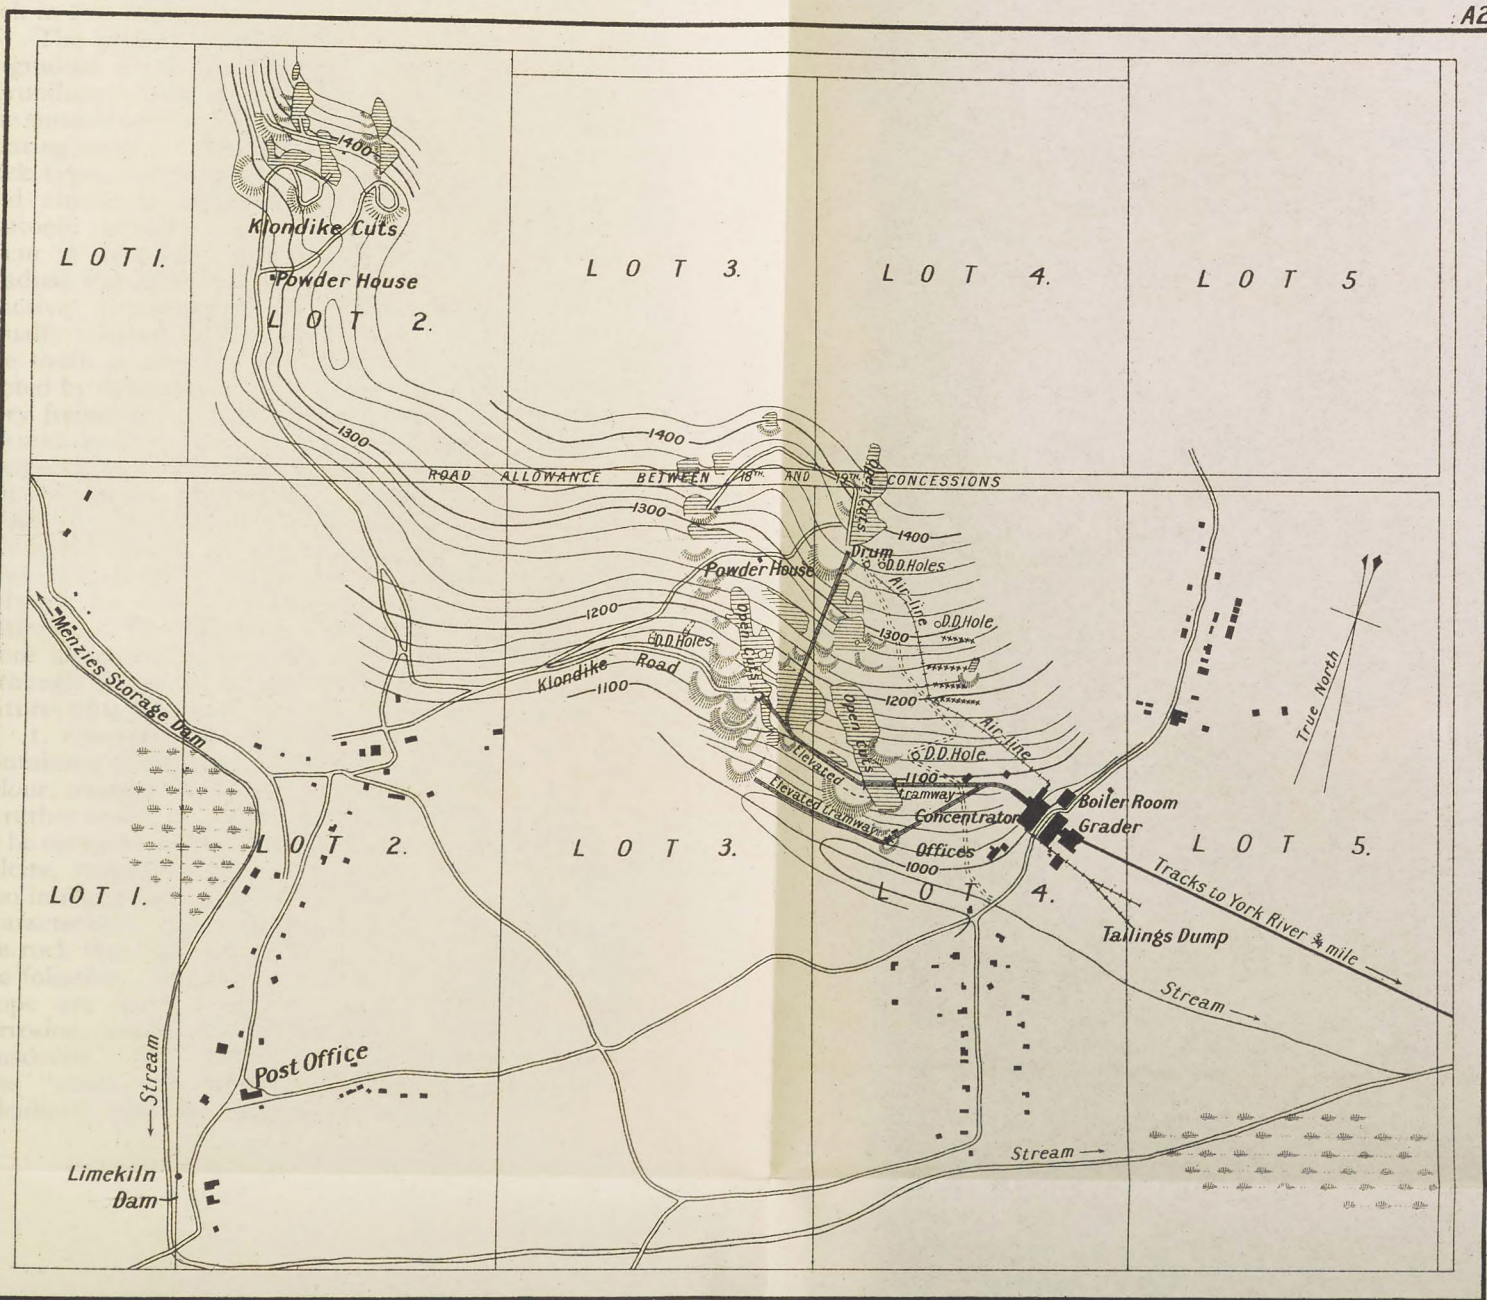 A2
1400
Klondike Cuts
LOT 1.
Powder House
LOT 2.
LOT 3.
LOT 4.
LOT 5
1300
1400
ROAD ALLOWANCE BETWEEN 18TH. AND 19TH. CONCESSIONS
Open Cuts
1300
1400
Drum
D.D.Holes
Powder House
Air-line
1200
D.D.Hole
1300
Open Cuts
D.D.Holes
Klondike Road
1100
1200
Menzies Storage Dam
Open Cuts
Air-line
True North
D.D.Hole
Elevated
tramway
1100
Elevated tramway
Concentrator
Boiler Room
Grader
Offices
1000
LOT 1.
LOT 2.
LOT 3.
LOT 4.
LOT 5.
Tracks to York River ¾ mile
Tailings Dump
Stream
Stream
Post Office
Stream
Limekiln
Dam